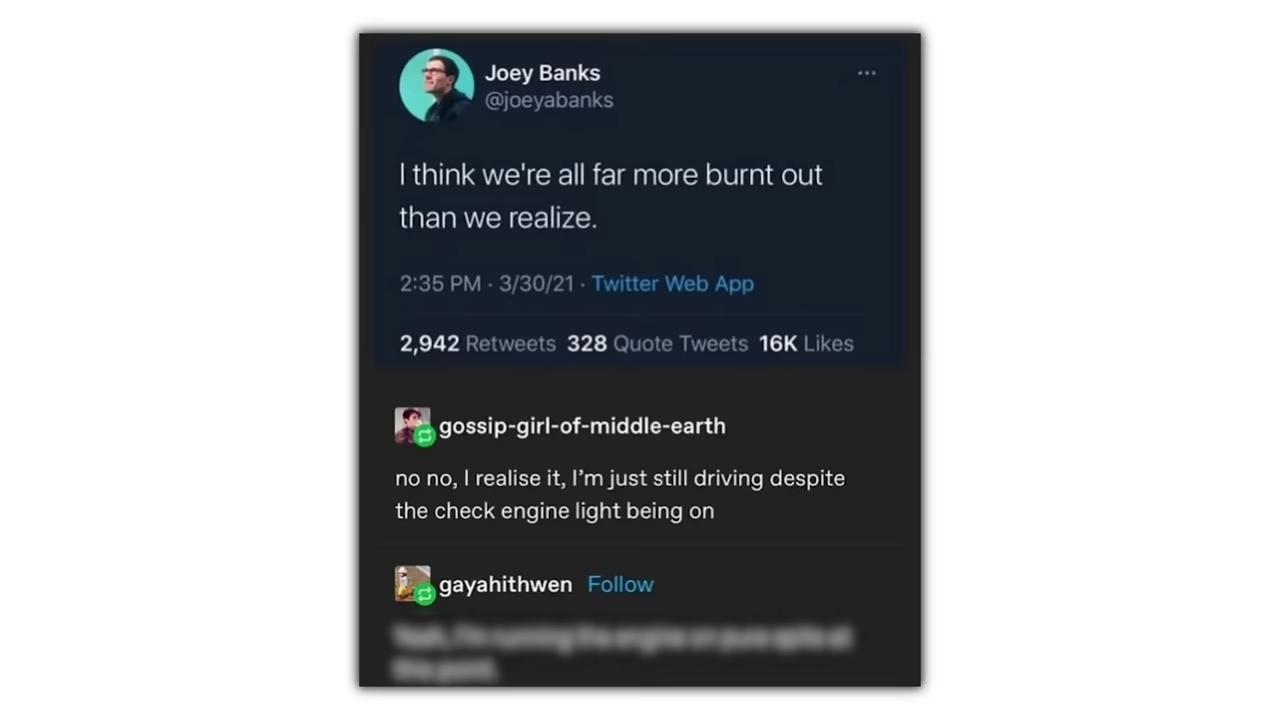 Joey Banks
@joeyabanks
I think we're all far more burnt out
than we realize.
2:35 PM · 3/30/21 · Twitter Web App
2,942 Retweets 328 Quote Tweets 16K Likes
gossip-girl-of-middle-earth
no no, I realise it, I’m just still driving despite
the check engine light being on
gayahithwen Follow